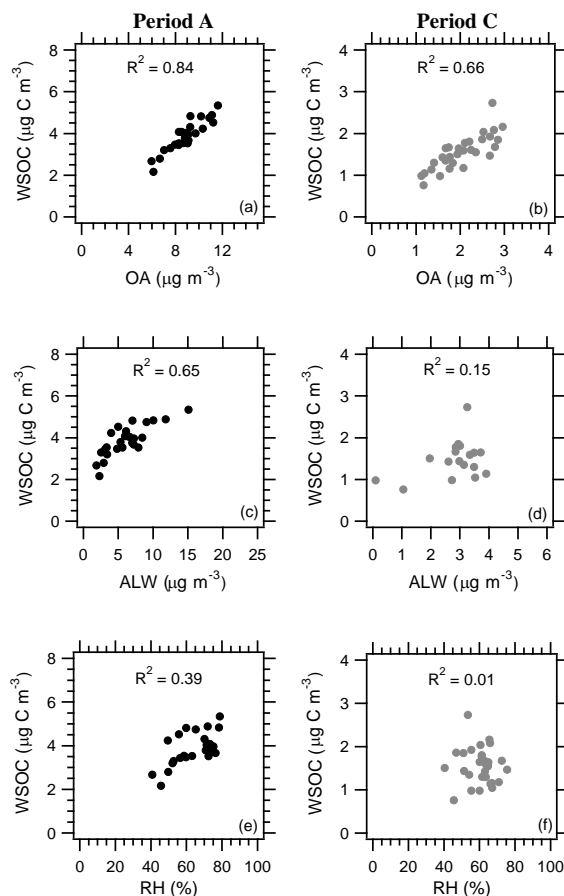 Period A
Period C
8
6
4
2
0
WSOC (µg C m⁻³)
R² = 0.84
(a)
0 4 8 12
OA (µg m⁻³)
4
3
2
1
0
WSOC (µg C m⁻³)
R² = 0.66
(b)
0 1 2 3 4
OA (µg m⁻³)
8
6
4
2
0
WSOC (µg C m⁻³)
R² = 0.65
(c)
0 5 10 15 20 25
ALW (µg m⁻³)
4
3
2
1
0
WSOC (µg C m⁻³)
R² = 0.15
(d)
0 1 2 3 4 5 6
ALW (µg m⁻³)
8
6
4
2
0
WSOC (µg C m⁻³)
R² = 0.39
(e)
0 20 40 60 80 100
RH (%)
4
3
2
1
0
WSOC (µg C m⁻³)
R² = 0.01
(f)
0 20 40 60 80 100
RH (%)